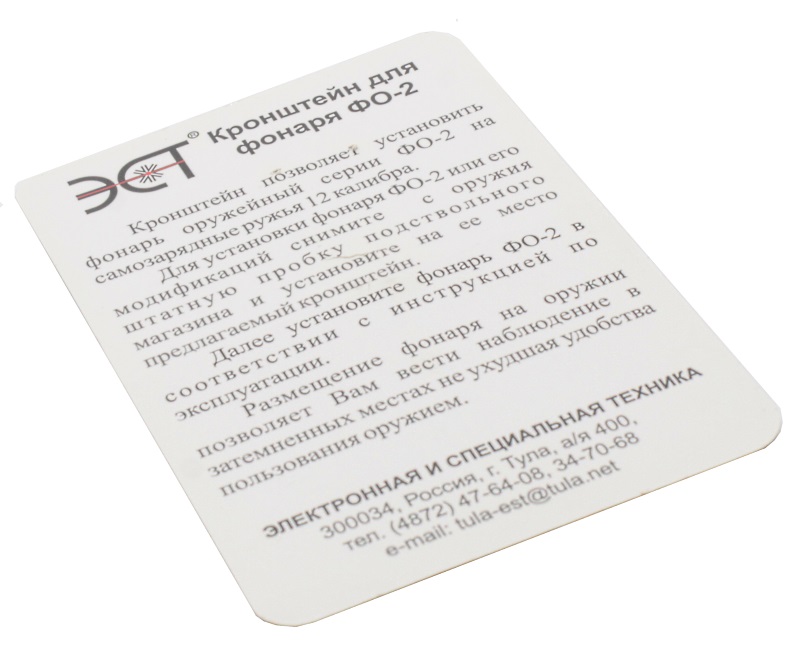 ЭСТ®
Кронштейн для
фонаря ФО-2
Кронштейн позволяет установить
фонарь оружейный серии ФО-2 на
самозарядные ружья 12 калибра.
Для установки фонаря ФО-2 или его
модификаций снимите с оружия
штатную пробку подствольного
магазина и установите на ее место
предлагаемый кронштейн.
Далее установите фонарь ФО-2 в
соответствии с инструкцией по
эксплуатации.
Размещение фонаря на оружии
позволяет Вам вести наблюдение в
затемненных местах не ухудшая удобства
пользования оружием.
ЭЛЕКТРОННАЯ И СПЕЦИАЛЬНАЯ ТЕХНИКА
300034, Россия, г. Тула, а/я 400,
тел. (4872) 47-64-08, 34-70-68
e-mail: tula-est@tula.net